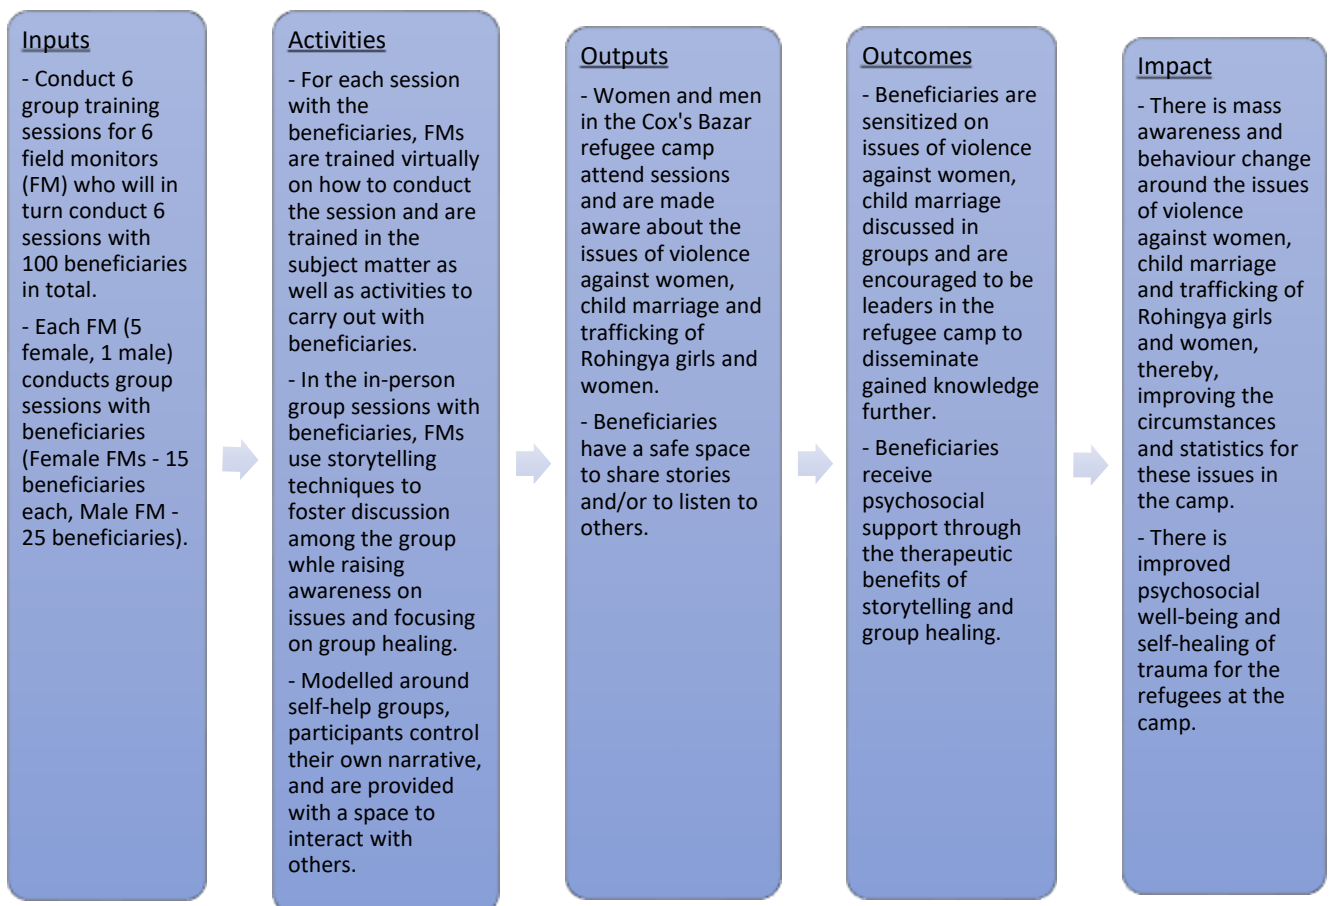 Inputs
- Conduct 6
group training
sessions for 6
field monitors
(FM) who will in
turn conduct 6
sessions with
100 beneficiaries
in total.
- Each FM (5
female, 1 male)
conducts group
sessions with
beneficiaries
(Female FMs - 15
beneficiaries
each, Male FM -
25 beneficiaries).
Activities
- For each session
with the
beneficiaries, FMs
are trained virtually
on how to conduct
the session and are
trained in the
subject matter as
well as activities to
carry out with
beneficiaries.
- In the in-person
group sessions with
beneficiaries, FMs
use storytelling
techniques to
foster discussion
among the group
whle raising
awareness on
issues and focusing
on group healing.
- Modelled around
self-help groups,
participants control
their own narrative,
and are provided
with a space to
interact with
others.
Outputs
- Women and men
in the Cox's Bazar
refugee camp
attend sessions
and are made
aware about the
issues of violence
against women,
child marriage and
trafficking of
Rohingya girls and
women.
- Beneficiaries
have a safe space
to share stories
and/or to listen to
others.
Outcomes
- Beneficiaries are
sensitized on
issues of violence
against women,
child marriage
discussed in
groups and are
encouraged to be
leaders in the
refugee camp to
disseminate
gained knowledge
further.
- Beneficiaries
receive
psychosocial
support through
the therapeutic
benefits of
storytelling and
group healing.
Impact
- There is mass
awareness and
behaviour change
around the issues
of violence
against women,
child marriage
and trafficking of
Rohingya girls
and women,
thereby,
improving the
circumstances
and statistics for
these issues in
the camp.
- There is
improved
psychosocial
well-being and
self-healing of
trauma for the
refugees at the
camp.